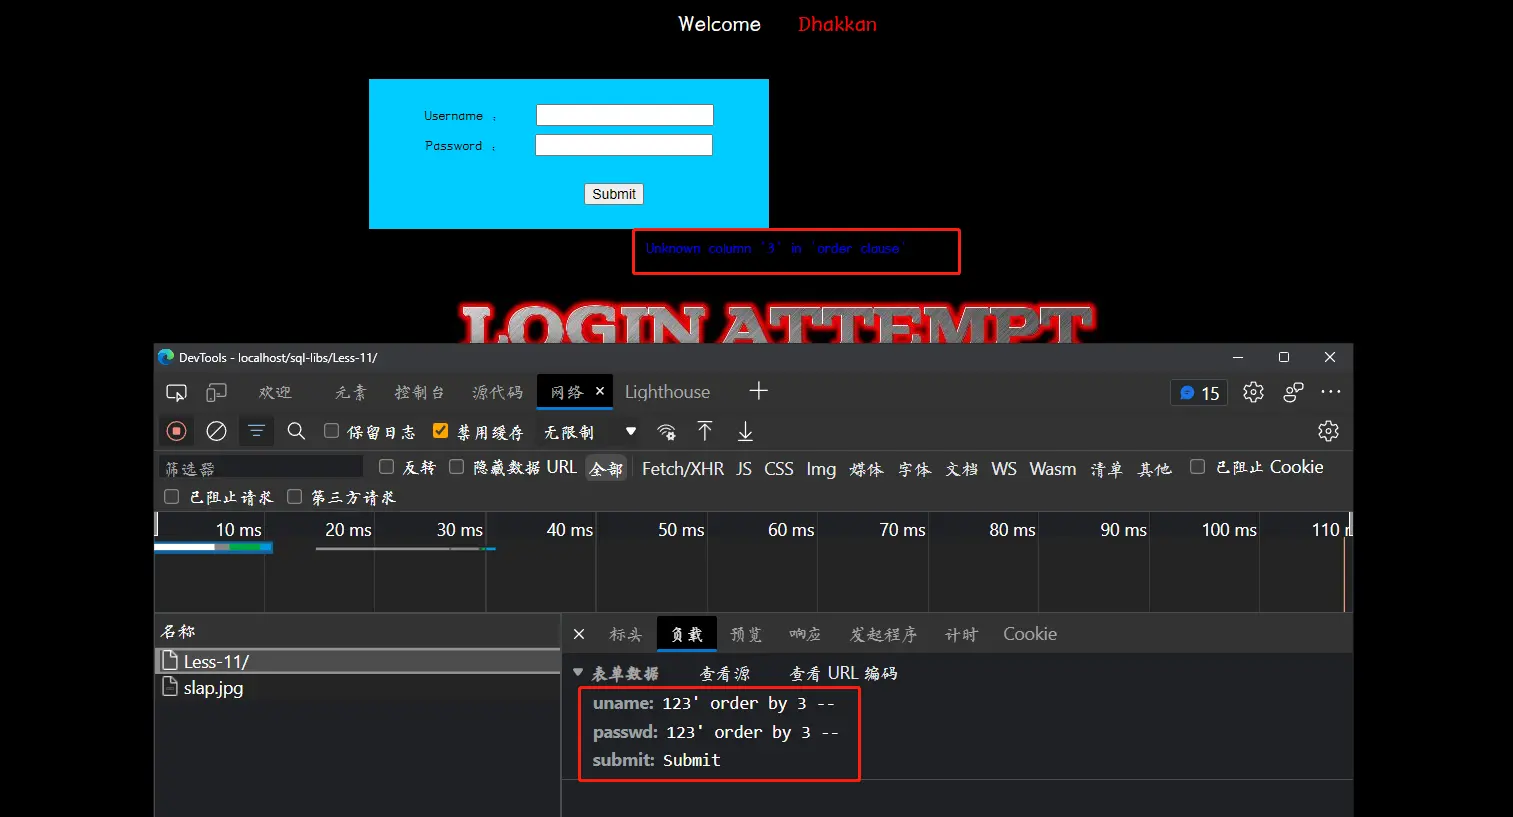 Welcome Dhakkan
Username :
Password :
Submit
Unknown column '3' in 'order clause'
LOGIN ATTEMPT
DevTools - localhost/sql-libs/Less-11/
欢迎 元素 控制台 源代码 网络 Lighthouse 15
保留日志 禁用缓存 无限制
筛选器 反转 隐藏数据 URL 全部 Fetch/XHR JS CSS Img 媒体 字体 文档 WS Wasm 清单 其他 已阻止 Cookie
已阻止请求 第三方请求
10 ms 20 ms 30 ms 40 ms 50 ms 60 ms 70 ms 80 ms 90 ms 100 ms 110
名称
Less-11/
slap.jpg
标头 负载 预览 响应 发起程序 计时 Cookie
表单数据 查看源 查看 URL 编码
uname: 123' order by 3 --
passwd: 123' order by 3 --
submit: Submit